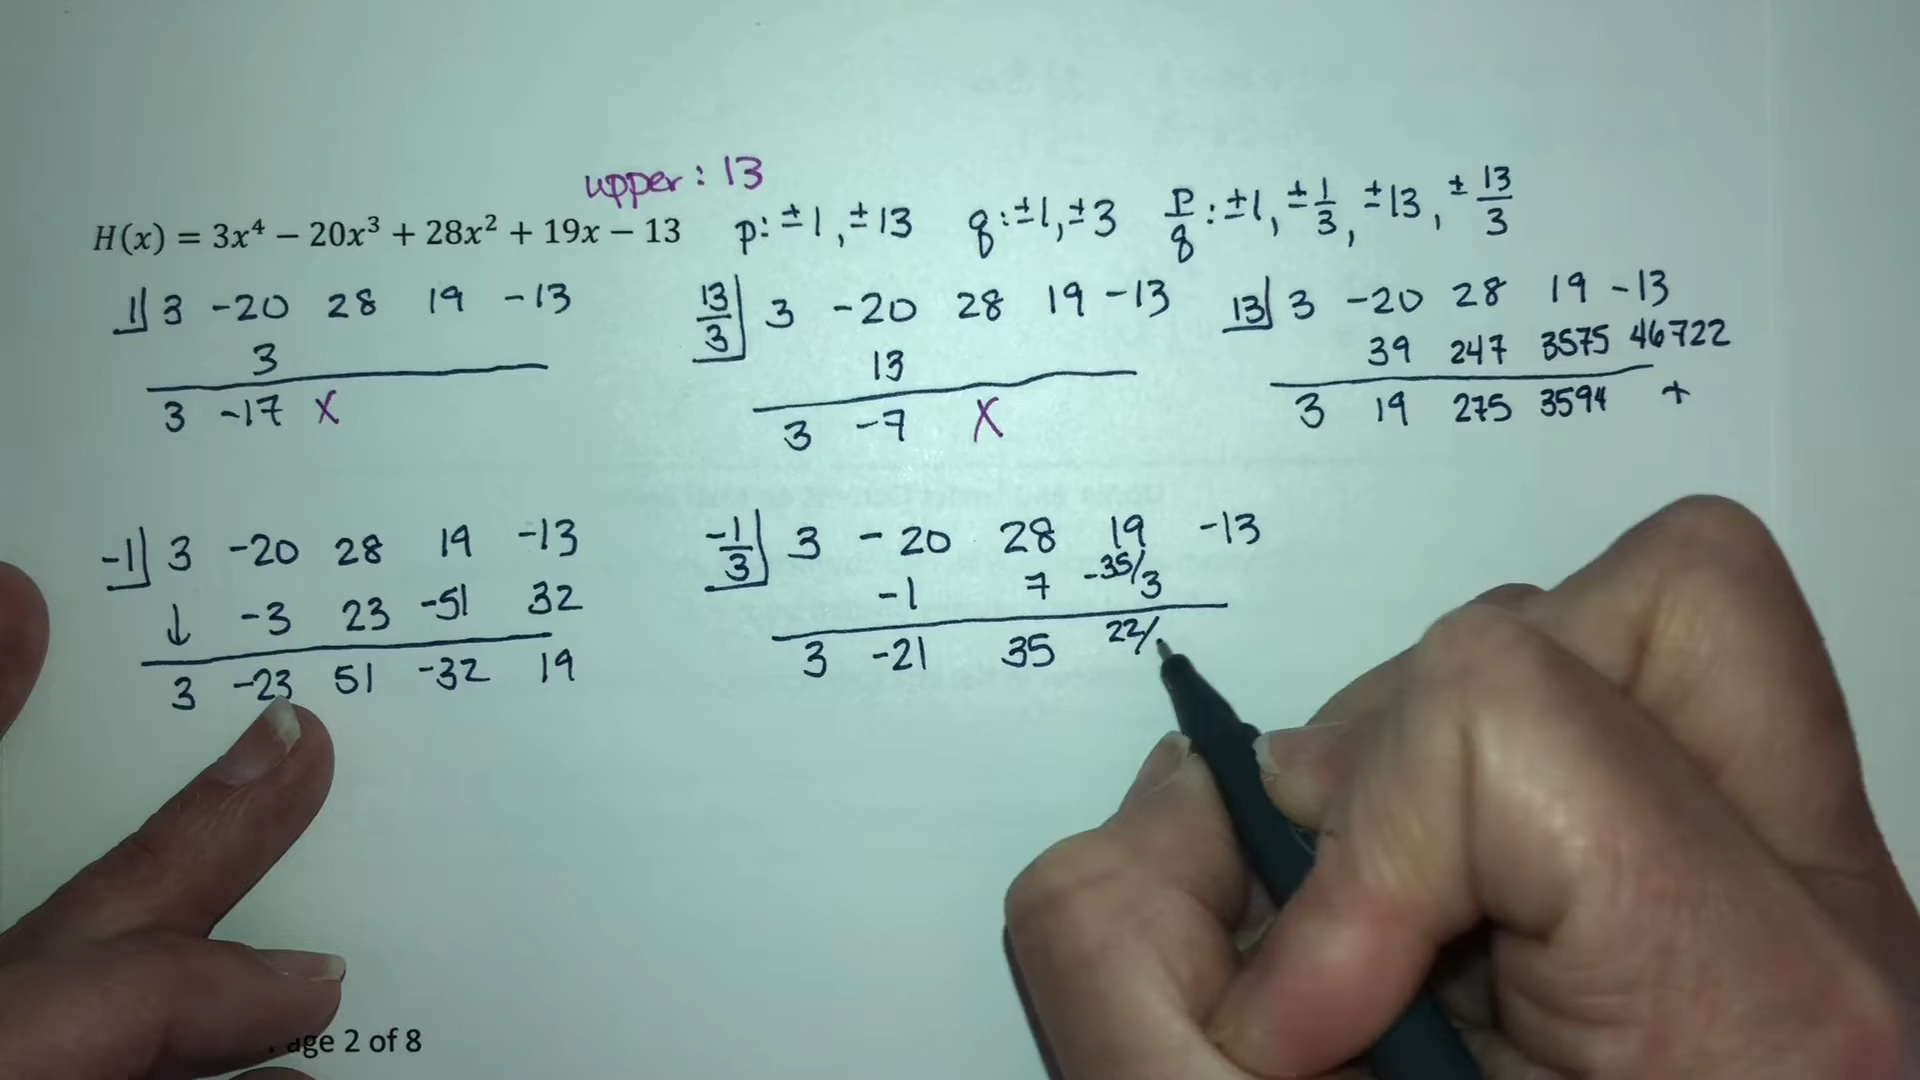 upper: 13
H(x) = 3x⁴ − 20x³ + 28x² + 19x − 13 p: ±1, ±13 q: ±1, ±3 p/q: ±1, ±1/3, ±13, ±13/3
1| 3 -20 28 19 -13
3
3 -17 X
13/3| 3 -20 28 19 -13
13
3 -7 X
13| 3 -20 28 19 -13
39 247 3575 46722
3 19 275 3594 +
-1| 3 -20 28 19 -13
↓ -3 23 -51 32
3 -23 51 -32 19
-1/3| 3 -20 28 19 -13
-1 7 -35/3
3 -21 35 22/
age 2 of 8